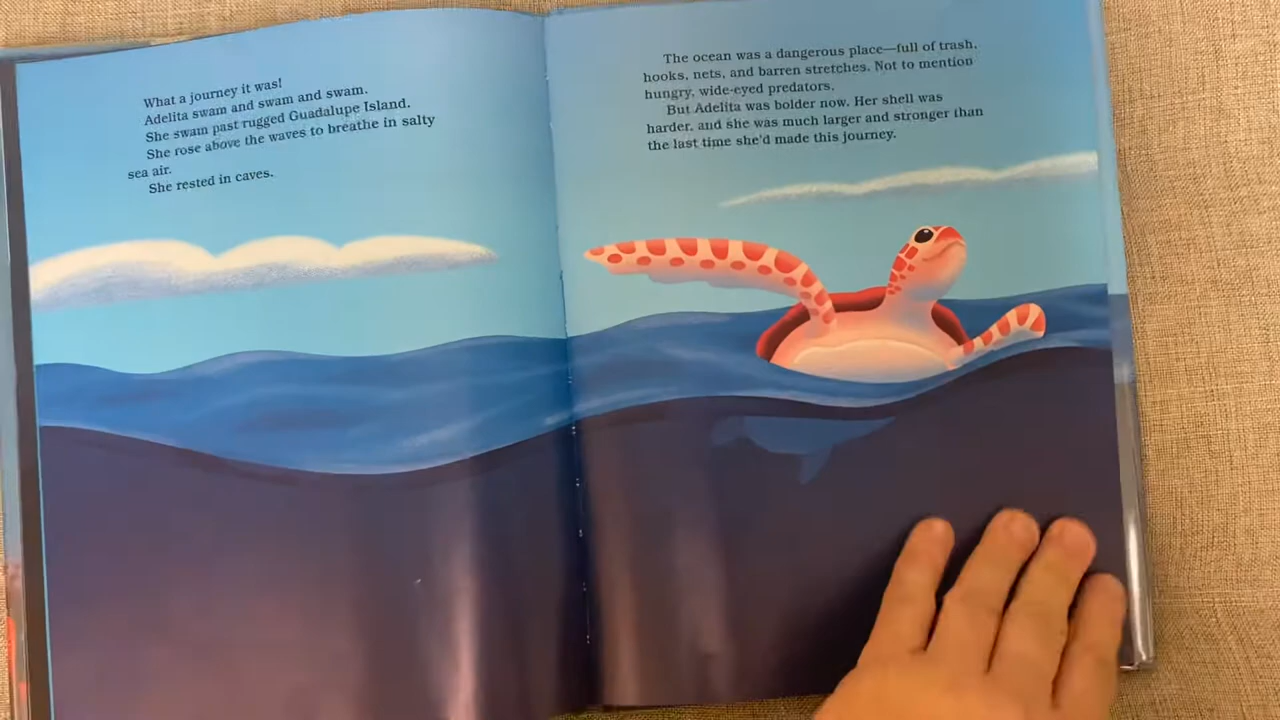 What a journey it was!
Adelita swam and swam and swam.
She swam past rugged Guadalupe Island.
She rose above the waves to breathe in salty
sea air.
She rested in caves.
The ocean was a dangerous place—full of trash,
hooks, nets, and barren stretches. Not to mention
hungry, wide-eyed predators.
But Adelita was bolder now. Her shell was
harder, and she was much larger and stronger than
the last time she'd made this journey.